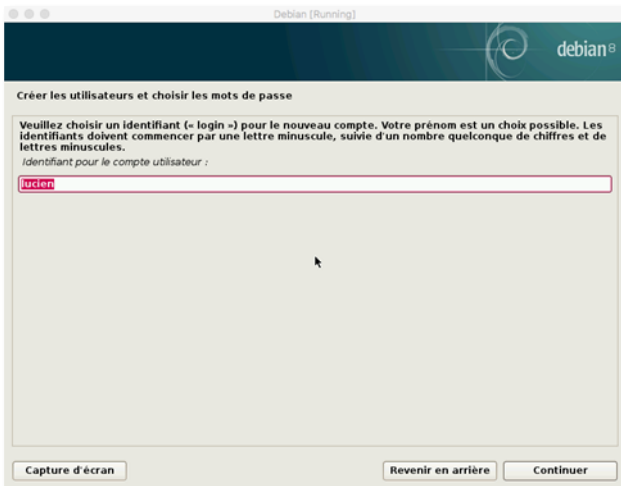 Debian [Running]
debian 8
Créer les utilisateurs et choisir les mots de passe
Veuillez choisir un identifiant (« login ») pour le nouveau compte. Votre prénom est un choix possible. Les
identifiants doivent commencer par une lettre minuscule, suivie d'un nombre quelconque de chiffres et de
lettres minuscules.
Identifiant pour le compte utilisateur :
lucien
Capture d'écran Revenir en arrière Continuer